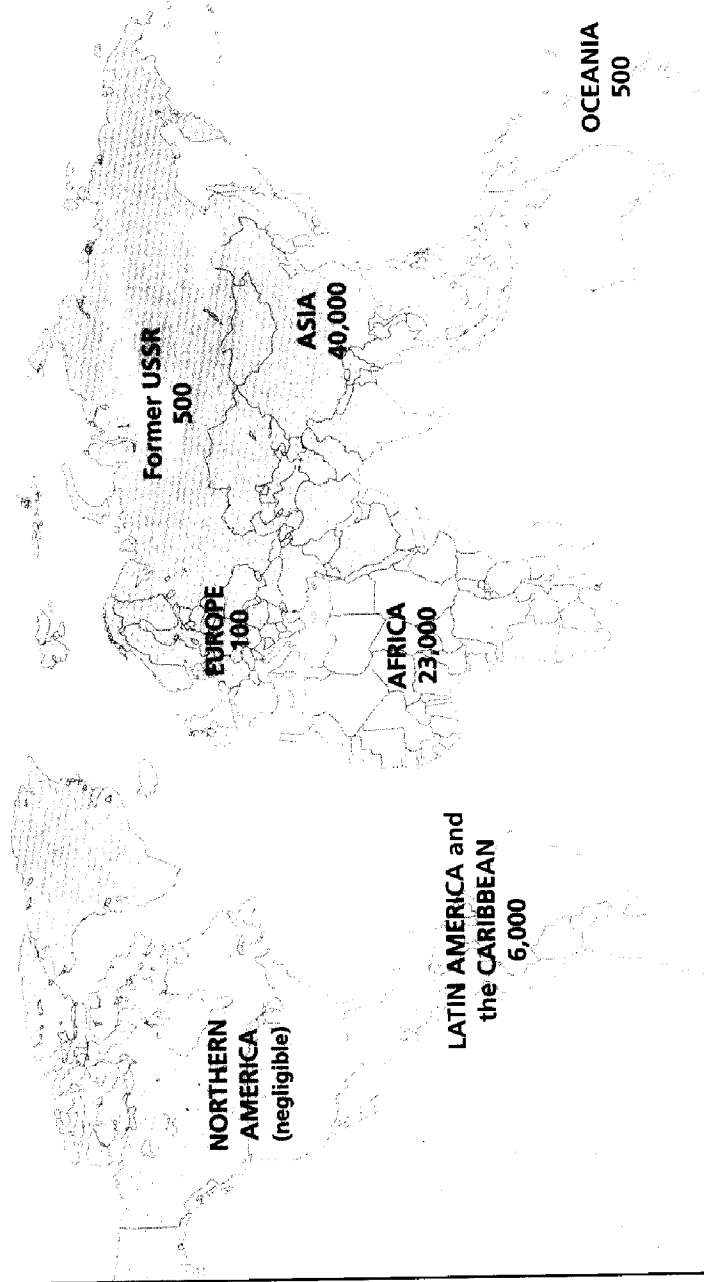 NORTHERN
AMERICA
(negligible)
LATIN AMERICA and
the CARIBBEAN
6,000
EUROPE
100
AFRICA
23,000
Former USSR
500
ASIA
40,000
OCEANIA
500